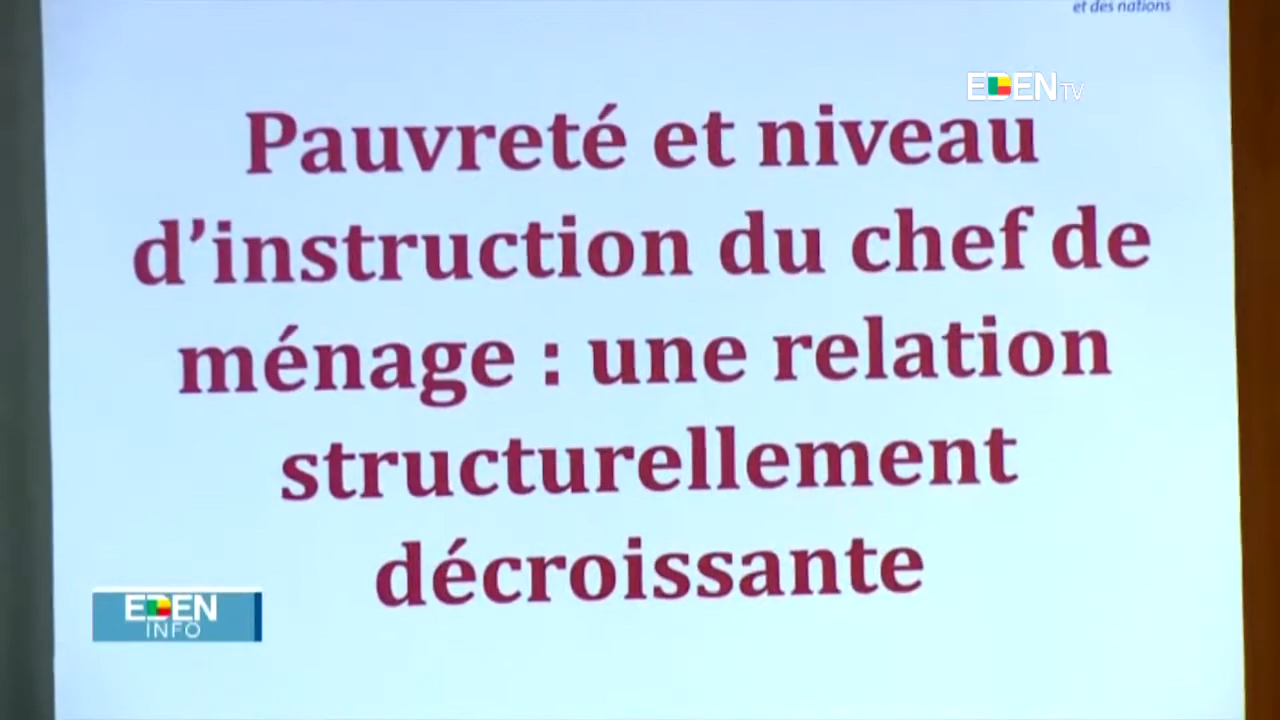 et des nations
EDEN TV
Pauvreté et niveau
d’instruction du chef de
ménage : une relation
structurellement
décroissante
EDEN
INFO